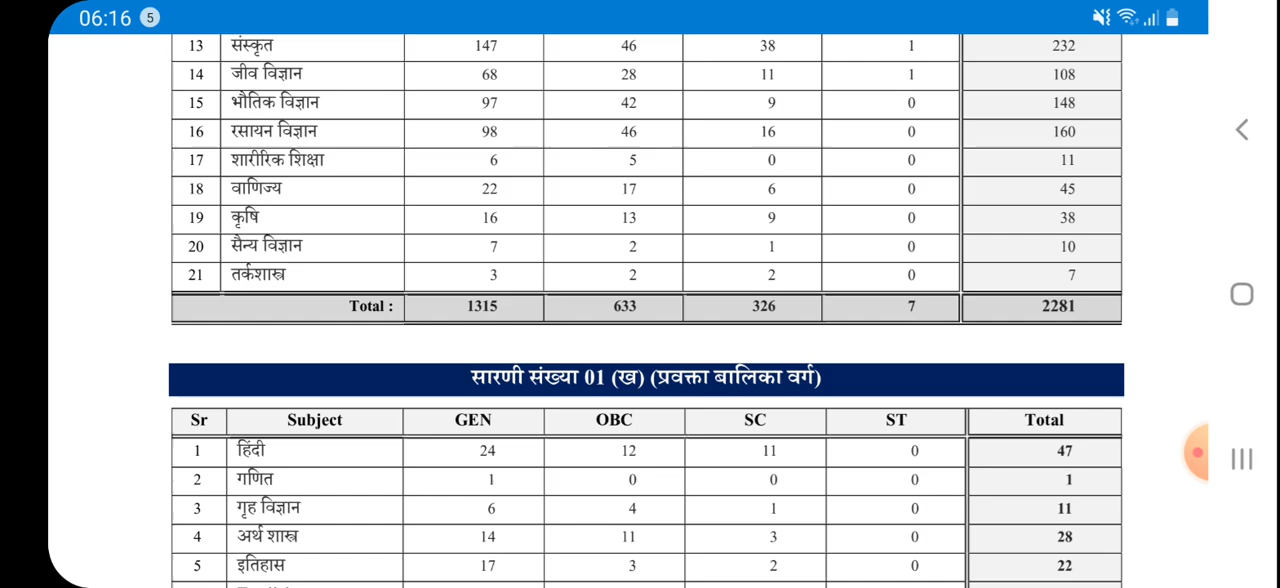 06:16 5
13 संस्कृत 147 46 38 1 232
14 जीव विज्ञान 68 28 11 1 108
15 भौतिक विज्ञान 97 42 9 0 148
16 रसायन विज्ञान 98 46 16 0 160
17 शारीरिक शिक्षा 6 5 0 0 11
18 वाणिज्य 22 17 6 0 45
19 कृषि 16 13 9 0 38
20 सैन्य विज्ञान 7 2 1 0 10
21 तर्कशास्त्र 3 2 2 0 7
Total : 1315 633 326 7 2281
सारणी संख्या 01 (ख) (प्रवक्ता बालिका वर्ग)
Sr Subject GEN OBC SC ST Total
1 हिंदी 24 12 11 0 47
2 गणित 1 0 0 0 1
3 गृह विज्ञान 6 4 1 0 11
4 अर्थ शास्त्र 14 11 3 0 28
5 इतिहास 17 3 2 0 22